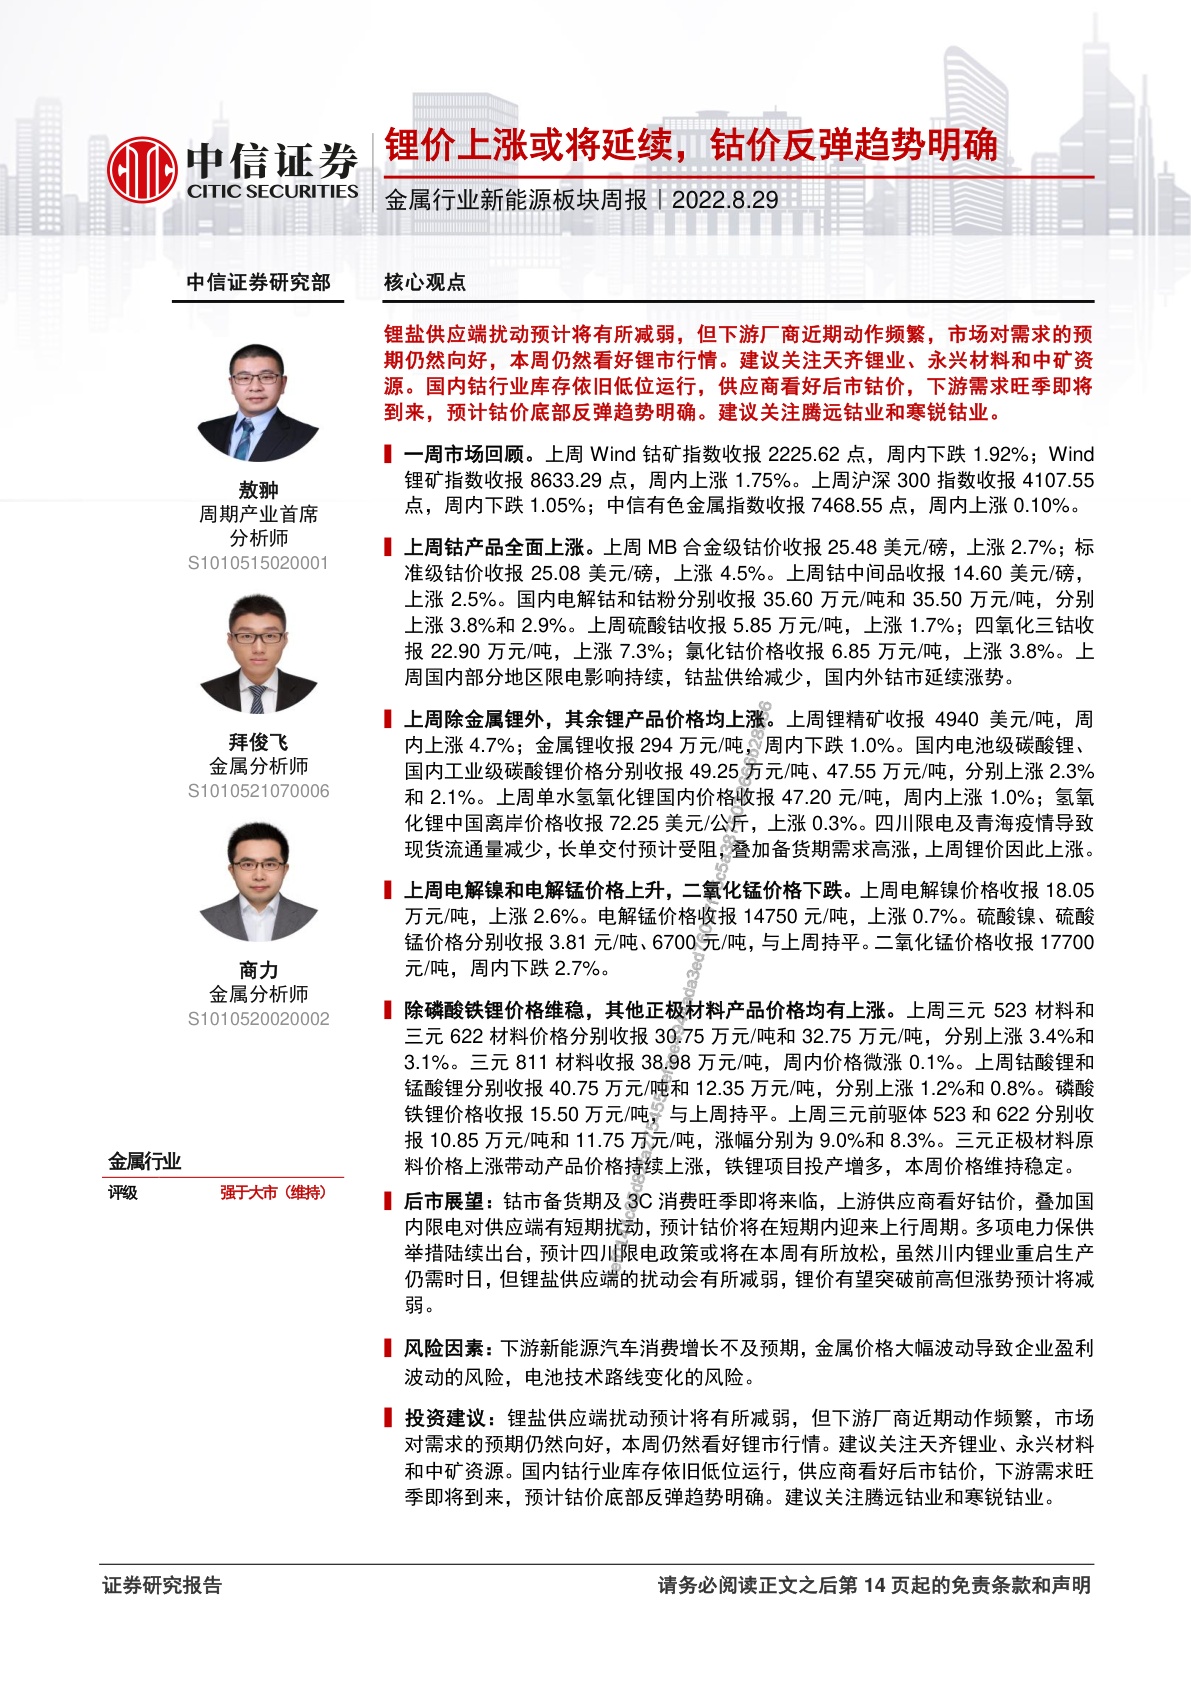 中信证券
CITIC SECURITIES
锂价上涨或将延续，钴价反弹趋势明确
金属行业新能源板块周报｜2022.8.29
中信证券研究部
敖翀
周期产业首席
分析师
S1010515020001
拜俊飞
金属分析师
S1010521070006
商力
金属分析师
S1010520020002
金属行业
评级 强于大市（维持）
核心观点
锂盐供应端扰动预计将有所减弱，但下游厂商近期动作频繁，市场对需求的预
期仍然向好，本周仍然看好锂市行情。建议关注天齐锂业、永兴材料和中矿资
源。国内钴行业库存依旧低位运行，供应商看好后市钴价，下游需求旺季即将
到来，预计钴价底部反弹趋势明确。建议关注腾远钴业和寒锐钴业。
一周市场回顾。上周 Wind 钴矿指数收报 2225.62 点，周内下跌 1.92%；Wind
锂矿指数收报 8633.29 点，周内上涨 1.75%。上周沪深 300 指数收报 4107.55
点，周内下跌 1.05%；中信有色金属指数收报 7468.55 点，周内上涨 0.10%。
上周钴产品全面上涨。上周 MB 合金级钴价收报 25.48 美元/磅，上涨 2.7%；标
准级钴价收报 25.08 美元/磅，上涨 4.5%。上周钴中间品收报 14.60 美元/磅，
上涨 2.5%。国内电解钴和钴粉分别收报 35.60 万元/吨和 35.50 万元/吨，分别
上涨 3.8%和 2.9%。上周硫酸钴收报 5.85 万元/吨，上涨 1.7%；四氧化三钴收
报 22.90 万元/吨，上涨 7.3%；氯化钴价格收报 6.85 万元/吨，上涨 3.8%。上
周国内部分地区限电影响持续，钴盐供给减少，国内外钴市延续涨势。
上周除金属锂外，其余锂产品价格均上涨。上周锂精矿收报 4940 美元/吨，周
内上涨 4.7%；金属锂收报 294 万元/吨，周内下跌 1.0%。国内电池级碳酸锂、
国内工业级碳酸锂价格分别收报 49.25 万元/吨、47.55 万元/吨，分别上涨 2.3%
和 2.1%。上周单水氢氧化锂国内价格收报 47.20 元/吨，周内上涨 1.0%；氢氧
化锂中国离岸价格收报 72.25 美元/公斤，上涨 0.3%。四川限电及青海疫情导致
现货流通量减少，长单交付预计受阻，叠加备货期需求高涨，上周锂价因此上涨。
上周电解镍和电解锰价格上升，二氧化锰价格下跌。上周电解镍价格收报 18.05
万元/吨，上涨 2.6%。电解锰价格收报 14750 元/吨，上涨 0.7%。硫酸镍、硫酸
锰价格分别收报 3.81 元/吨、6700 元/吨，与上周持平。二氧化锰价格收报 17700
元/吨，周内下跌 2.7%。
除磷酸铁锂价格维稳，其他正极材料产品价格均有上涨。上周三元 523 材料和
三元 622 材料价格分别收报 30.75 万元/吨和 32.75 万元/吨，分别上涨 3.4%和
3.1%。三元 811 材料收报 38.98 万元/吨，周内价格微涨 0.1%。上周钴酸锂和
锰酸锂分别收报 40.75 万元/吨和 12.35 万元/吨，分别上涨 1.2%和 0.8%。磷酸
铁锂价格收报 15.50 万元/吨，与上周持平。上周三元前驱体 523 和 622 分别收
报 10.85 万元/吨和 11.75 万元/吨，涨幅分别为 9.0%和 8.3%。三元正极材料原
料价格上涨带动产品价格持续上涨，铁锂项目投产增多，本周价格维持稳定。
后市展望：钴市备货期及 3C 消费旺季即将来临，上游供应商看好钴价，叠加国
内限电对供应端有短期扰动，预计钴价将在短期内迎来上行周期。多项电力保供
举措陆续出台，预计四川限电政策或将在本周有所放松，虽然川内锂业重启生产
仍需时日，但锂盐供应端的扰动会有所减弱，锂价有望突破前高但涨势预计将减
弱。
风险因素：下游新能源汽车消费增长不及预期，金属价格大幅波动导致企业盈利
波动的风险，电池技术路线变化的风险。
投资建议：锂盐供应端扰动预计将有所减弱，但下游厂商近期动作频繁，市场
对需求的预期仍然向好，本周仍然看好锂市行情。建议关注天齐锂业、永兴材料
和中矿资源。国内钴行业库存依旧低位运行，供应商看好后市钴价，下游需求旺
季即将到来，预计钴价底部反弹趋势明确。建议关注腾远钴业和寒锐钴业。
证券研究报告
请务必阅读正文之后第 14 页起的免责条款和声明